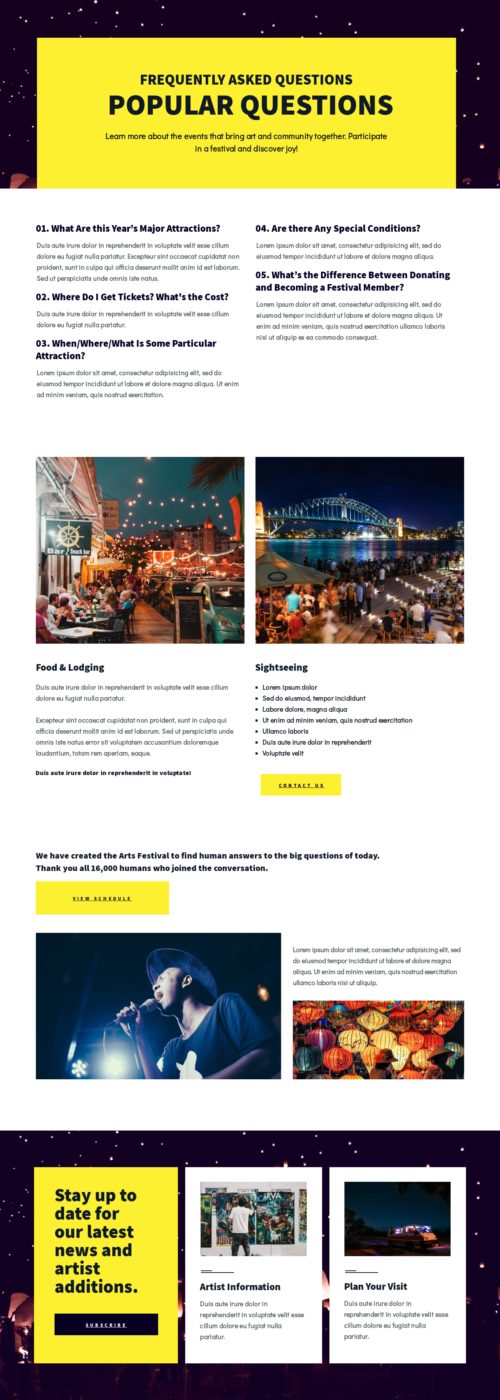 FREQUENTLY ASKED QUESTIONS
POPULAR QUESTIONS
Learn more about the events that bring art and community together. Participate
in a festival and discover joy!
01. What Are this Year's Major Attractions?
Duis aute irure dolor in reprehenderit in voluptate velit esse cillum
dolore eu fugiat nulla pariatur. Excepteur sint occaecat cupidatat non
proident, sunt in culpa qui officia deserunt mollit anim id est laborum.
Sed ut perspiciatis unde omnis iste natus.
02. Where Do I Get Tickets? What's the Cost?
Duis aute irure dolor in reprehenderit in voluptate velit esse cillum
dolore eu fugiat nulla pariatur.
03. When/Where/What Is Some Particular
Attraction?
Lorem ipsum dolor sit amet, consectetur adipisicing elit, sed do
eiusmod tempor incididunt ut labore et dolore magna aliqua. Ut enim
ad minim veniam, quis nostrud exercitation.
04. Are there Any Special Conditions?
Lorem ipsum dolor sit amet, consectetur adipisicing elit, sed do
eiusmod tempor incididunt ut labore et dolore magna aliqua.
05. What's the Difference Between Donating
and Becoming a Festival Member?
Lorem ipsum dolor sit amet, consectetur adipisicing elit, sed do
eiusmod tempor incididunt ut labore et dolore magna aliqua. Ut
enim ad minim veniam, quis nostrud exercitation ullamco laboris
nisi ut aliquip ex ea commodo consequat.
Bar Beach bar
Food & Lodging
Duis aute irure dolor in reprehenderit in voluptate velit esse cillum
dolore eu fugiat nulla pariatur.
Excepteur sint occaecat cupidatat non proident, sunt in culpa qui
officia deserunt mollit anim id est laborum. Sed ut perspiciatis unde
omnis iste natus error sit voluptatem accusantium doloremque
laudantium, totam rem aperiam, eaque.
Duis aute irure dolor in reprehenderit in voluptate!
Sightseeing
Lorem ipsum dolor
Sed do eiusmod, tempor incididunt
Labore dolore, magna aliqua
Ut enim ad minim veniam, quis nostrud exercitation
Ullamco laboris
Duis aute irure dolor in reprehenderit
Voluptate velit
CONTACT US
We have created the Arts Festival to find human answers to the big questions of today.
Thank you all 16,000 humans who joined the conversation.
VIEW SCHEDULE
Lorem ipsum dolor sit amet, consectetur adipisicing elit, sed
do eiusmod tempor incididunt ut labore et dolore magna
aliqua. Ut enim ad minim veniam, quis nostrud exercitation
ullamco laboris nisi ut aliquip.
Stay up to
date for
our latest
news and
artist
additions.
SUBSCRIBE
Artist Information
Duis aute irure dolor in
reprehenderit in voluptate velit esse
cillum dolore eu fugiat nulla
pariatur.
Plan Your Visit
Duis aute irure dolor in
reprehenderit in voluptate velit esse
cillum dolore eu fugiat nulla
pariatur.